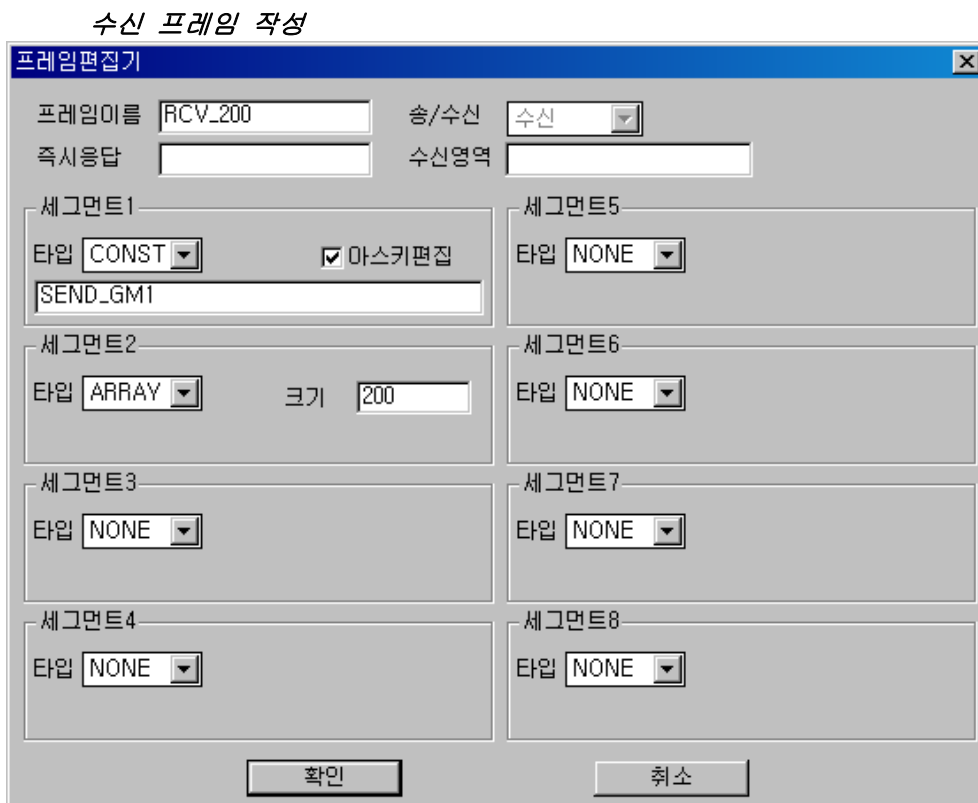 수신 프레임 작성
프레임편집기
프레임이름 RCV_200 송/수신 수신
즉시응답 수신영역
세그먼트1
타입 CONST 아스키편집
SEND_GM1
세그먼트5
타입 NONE
세그먼트2
타입 ARRAY 크기 200
세그먼트6
타입 NONE
세그먼트3
타입 NONE
세그먼트7
타입 NONE
세그먼트4
타입 NONE
세그먼트8
타입 NONE
확인 취소